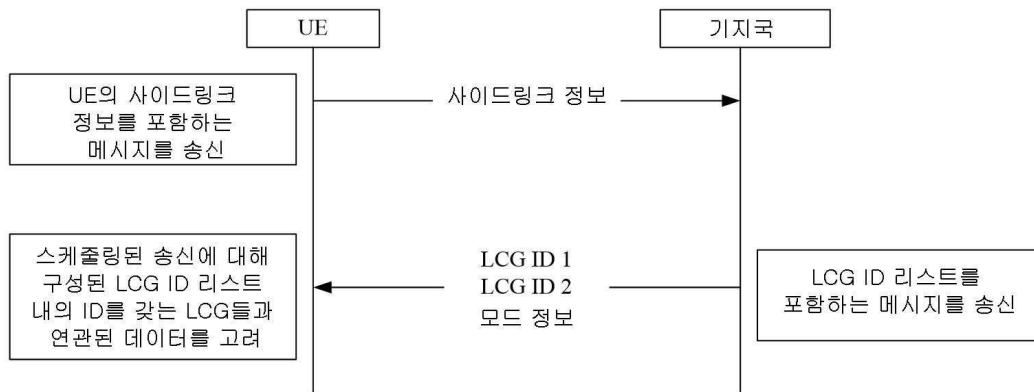 UE
기지국
UE의 사이드링크
정보를 포함하는
메시지를 송신
사이드링크 정보
스케줄링된 송신에 대해
구성된 LCG ID 리스트
내의 ID를 갖는 LCG들과
연관된 데이터를 고려
LCG ID 1
LCG ID 2
모드 정보
LCG ID 리스트를
포함하는 메시지를 송신